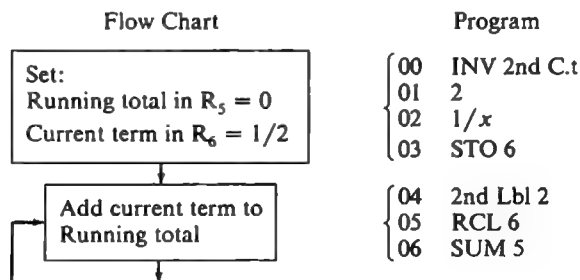 Flow Chart
Program
Set:
Running total in R₅ = 0
Current term in R₆ = 1/2
00 INV 2nd C.t
01 2
02 1/x
03 STO 6
Add current term to
Running total
04 2nd Lbl 2
05 RCL 6
06 SUM 5